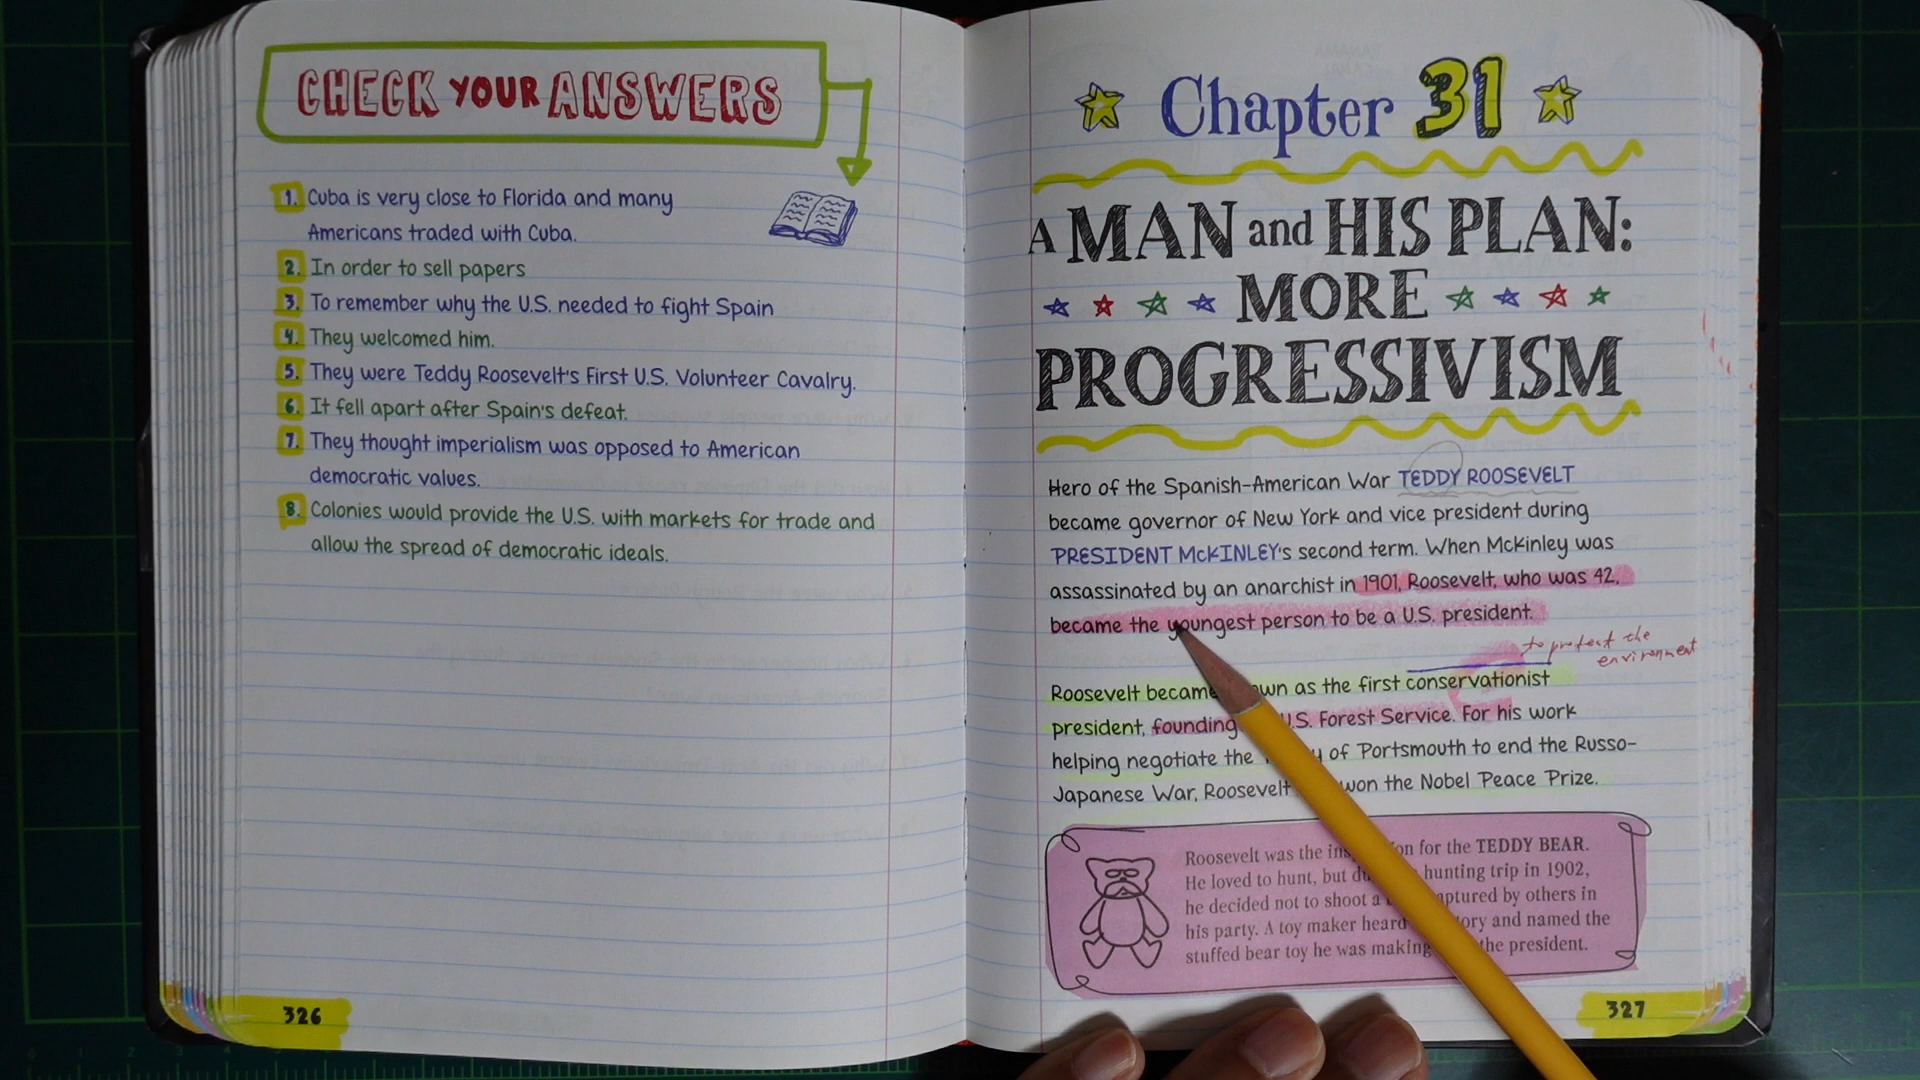 CHECK YOUR ANSWERS
1. Cuba is very close to Florida and many
Americans traded with Cuba.
2. In order to sell papers
3. To remember why the U.S. needed to fight Spain
4. They welcomed him.
5. They were Teddy Roosevelt's First U.S. Volunteer Cavalry.
6. It fell apart after Spain's defeat.
7. They thought imperialism was opposed to American
democratic values.
8. Colonies would provide the U.S. with markets for trade and
allow the spread of democratic ideals.
326
Chapter 31
A MAN and HIS PLAN:
MORE
PROGRESSIVISM
Hero of the Spanish-American War TEDDY ROOSEVELT
became governor of New York and vice president during
PRESIDENT McKINLEY's second term. When McKinley was
assassinated by an anarchist in 1901, Roosevelt, who was 42,
became the youngest person to be a U.S. president.
to protect the
environment
Roosevelt became as the first conservationist
president, founding U.S. Forest Service. For his work
helping negotiate the of Portsmouth to end the Russo-
Japanese War, Roosevelt won the Nobel Peace Prize.
Roosevelt was the for the TEDDY BEAR.
He loved to hunt, but hunting trip in 1902,
he decided not to shoot a captured by others in
his party. A toy maker heard story and named the
stuffed bear toy he was making the president.
327